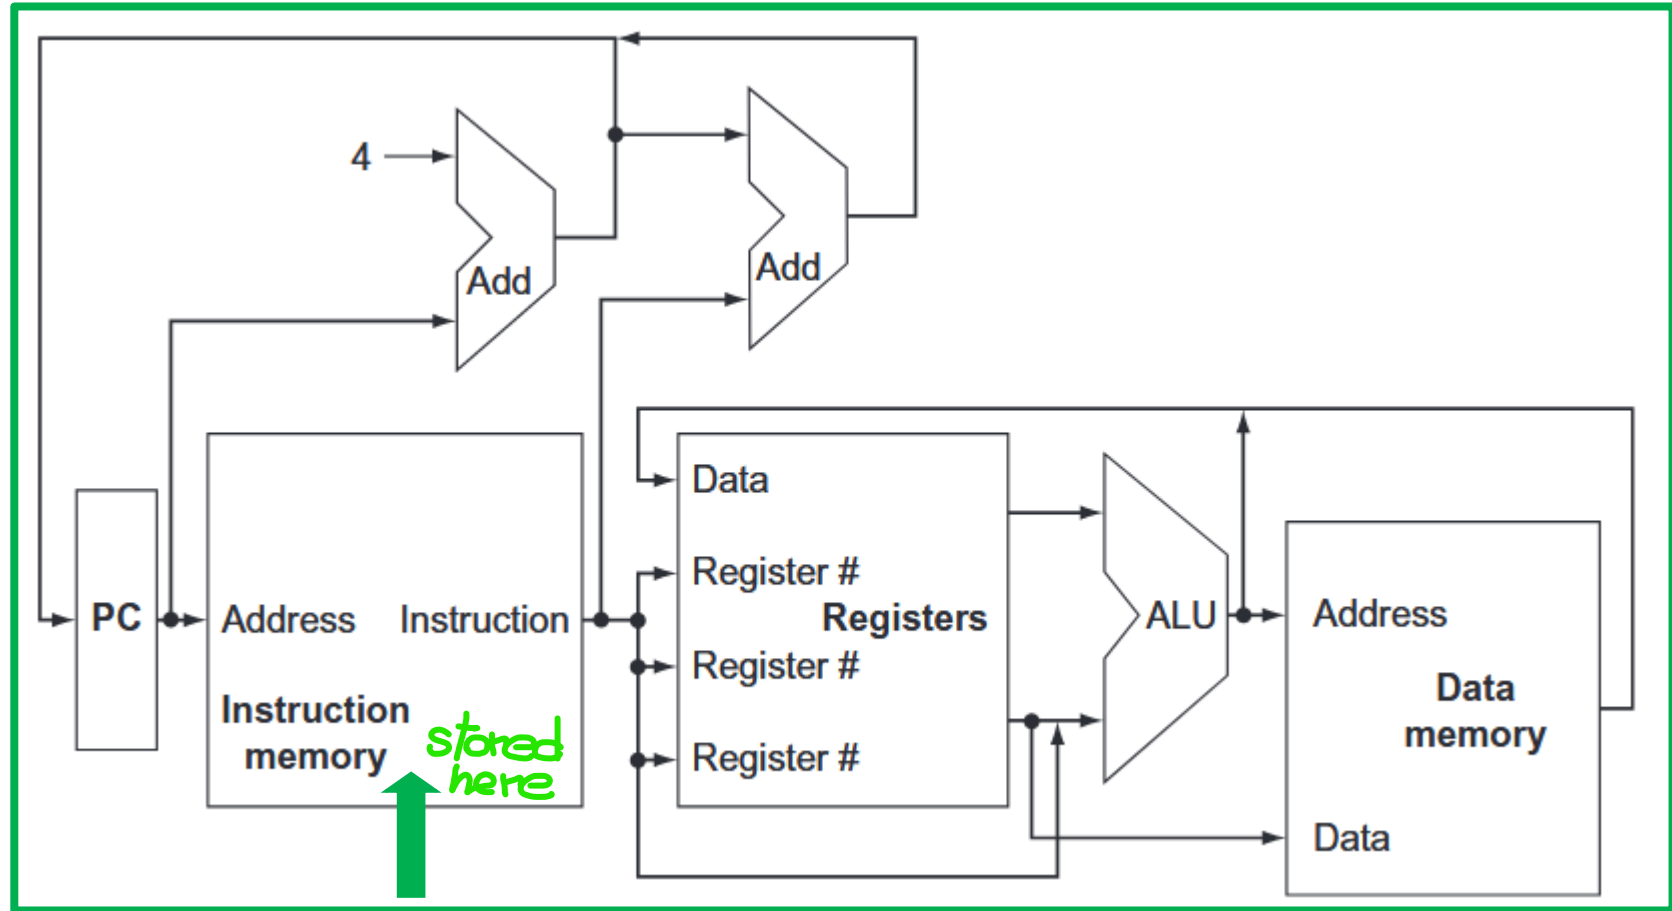 4
Add
Add
Data
Register #
PC
Address
Instruction
Registers
ALU
Address
Register #
Data
memory
Instruction
memory
stored
here
Register #
Data